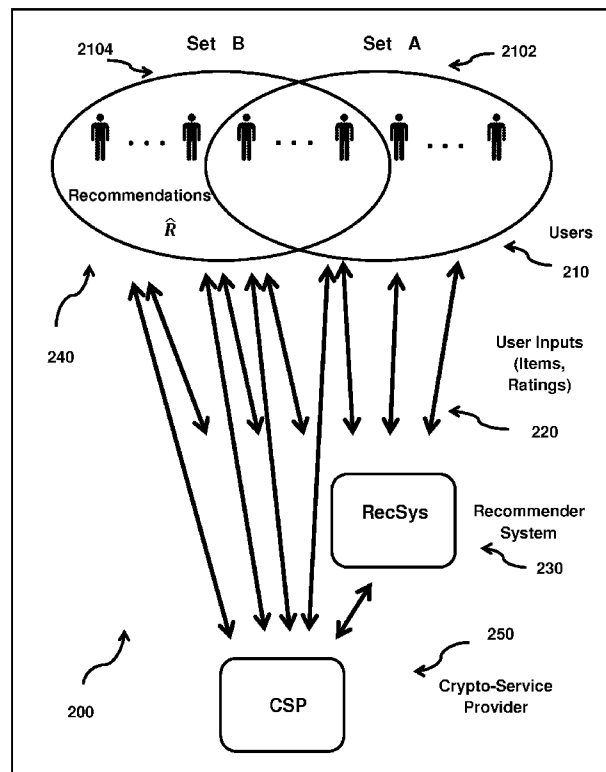 Set B
Set A
2104
2102
. . .
. . .
. . .
Recommendations
R̂
Users
210
240
User Inputs
(Items,
Ratings)
220
RecSys
Recommender
System
230
250
200
CSP
Crypto-Service
Provider